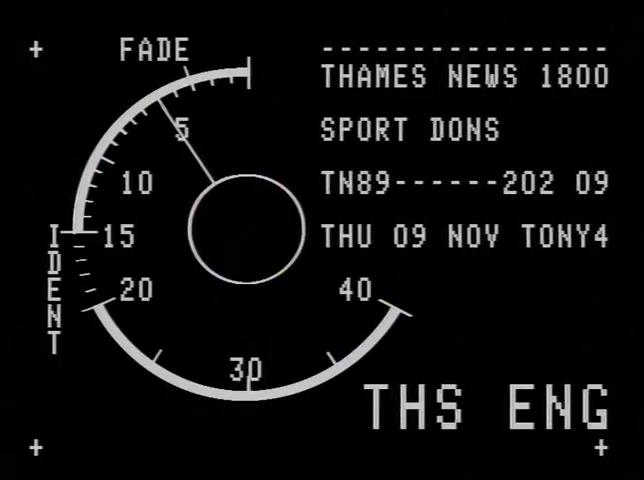 FADE
5
10
15
20
30
40
IDENT
----------------
THAMES NEWS 1800
SPORT DONS
TN89------202 09
THU 09 NOV TONY4
THS ENG